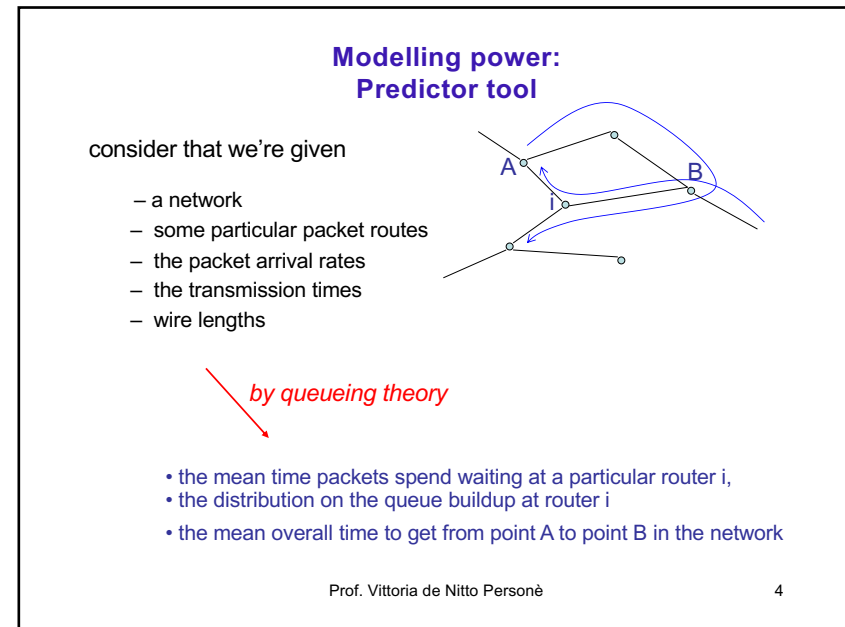 Modelling power:
Predictor tool
consider that we're given
– a network
– some particular packet routes
– the packet arrival rates
– the transmission times
– wire lengths
A
B
i
by queueing theory
• the mean time packets spend waiting at a particular router i,
• the distribution on the queue buildup at router i
• the mean overall time to get from point A to point B in the network
Prof. Vittoria de Nitto Personè
4